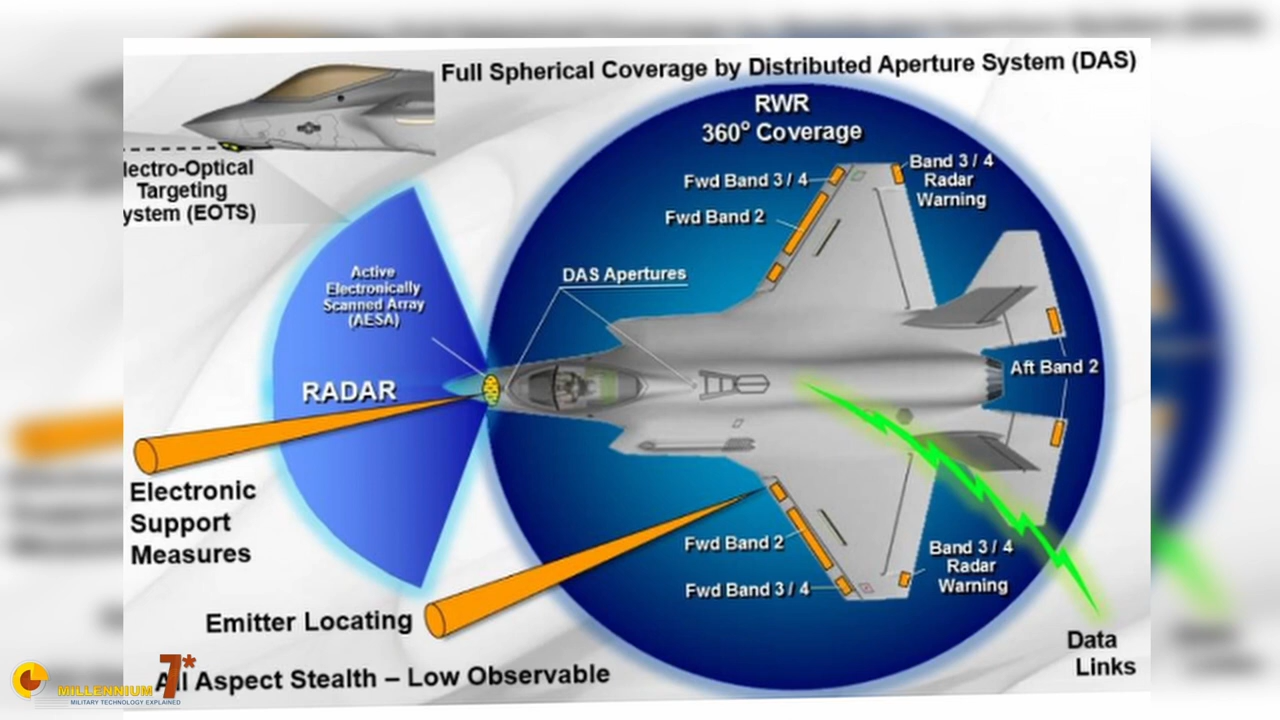 Full Spherical Coverage by Distributed Aperture System (DAS)
RWR
360° Coverage
lectro-Optical
Targeting
ystem (EOTS)
Fwd Band 3 / 4
Band 3 / 4
Radar
Warning
Fwd Band 2
DAS Apertures
Active
Electronically
Scanned Array
(AESA)
RADAR
Aft Band 2
Electronic
Support
Measures
Fwd Band 2
Band 3 / 4
Radar
Warning
Fwd Band 3 / 4
Emitter Locating
Data
Links
All Aspect Stealth – Low Observable
MILLENNIUM 7*
MILITARY TECHNOLOGY EXPLAINED